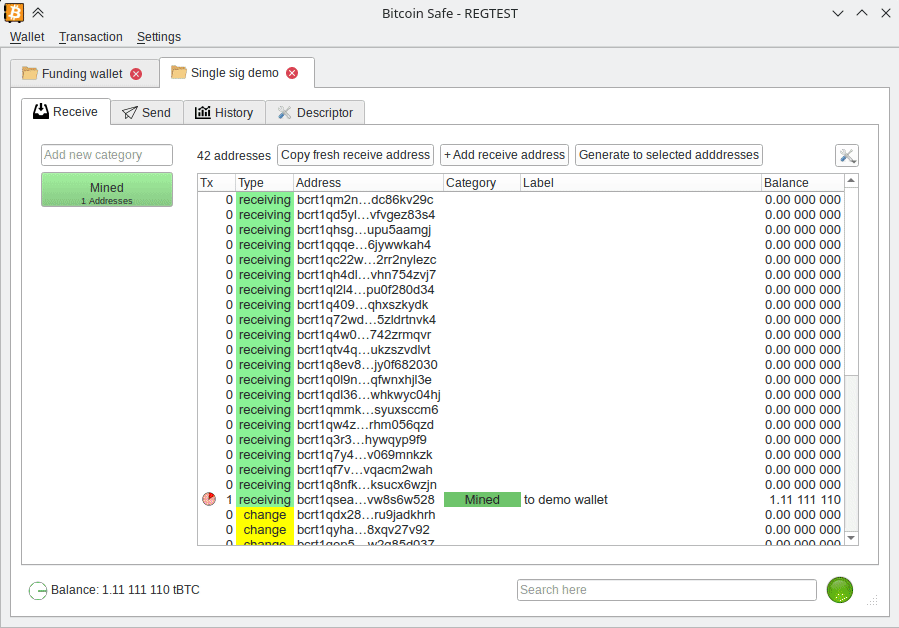 Bitcoin Safe - REGTEST
Wallet Transaction Settings
Funding wallet Single sig demo
Receive Send History Descriptor
Add new category 42 addresses Copy fresh receive address + Add receive address Generate to selected adddresses
Mined
1 Addresses
Tx Type Address Category Label Balance
0 receiving bcrt1qm2n...dc86kv29c 0.00 000 000
0 receiving bcrt1qd5yl...vfvgez83s4 0.00 000 000
0 receiving bcrt1qhsg...upu5aamgj 0.00 000 000
0 receiving bcrt1qqqe...6jywwkah4 0.00 000 000
0 receiving bcrt1qc22w...2rr2nylezc 0.00 000 000
0 receiving bcrt1qh4dl...vhn754zvj7 0.00 000 000
0 receiving bcrt1ql2l4...pu0f280d34 0.00 000 000
0 receiving bcrt1q409...qhxszkydk 0.00 000 000
0 receiving bcrt1q72wd...5zldrtnvk4 0.00 000 000
0 receiving bcrt1q4w0...742zrmqvr 0.00 000 000
0 receiving bcrt1qtv4q...ukzszvdlvt 0.00 000 000
0 receiving bcrt1q8ev8...jy0f682030 0.00 000 000
0 receiving bcrt1q0l9n...qfwnxhjl3e 0.00 000 000
0 receiving bcrt1qdl36...whkwyc04hj 0.00 000 000
0 receiving bcrt1qmmk...syuxsccm6 0.00 000 000
0 receiving bcrt1qw4z...rhm056qzd 0.00 000 000
0 receiving bcrt1q3r3...hywqyp9f9 0.00 000 000
0 receiving bcrt1q7y4...v069mnkzk 0.00 000 000
0 receiving bcrt1qf7v...vqacm2wah 0.00 000 000
0 receiving bcrt1q8nfk...ksucx6wzjn 0.00 000 000
1 receiving bcrt1qsea...vw8s6w528 Mined to demo wallet 1.11 111 110
0 change bcrt1qdx28...ru9jadkhrh 0.00 000 000
0 change bcrt1qyha...8xqv27v92 0.00 000 000
0 change 0.00 000 000
Balance: 1.11 111 110 tBTC Search here